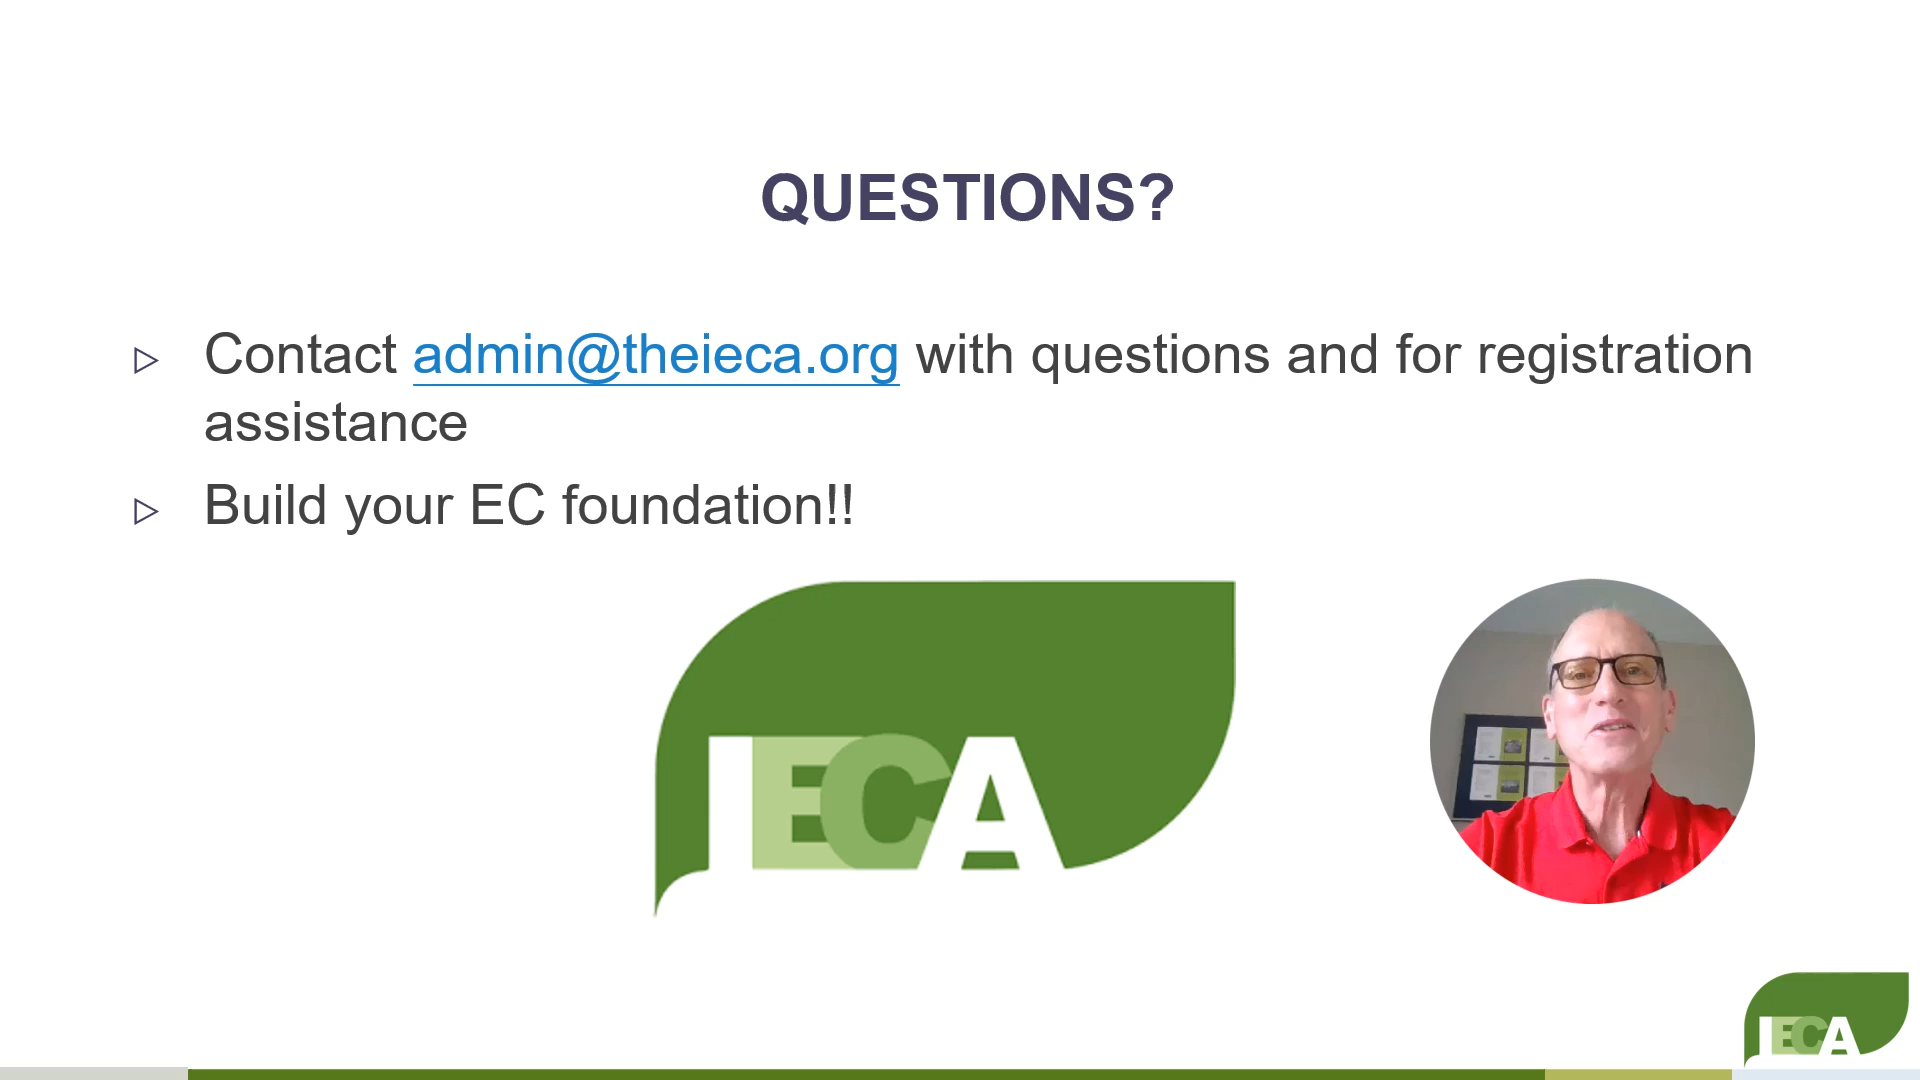 QUESTIONS?
▷ Contact admin@theieca.org with questions and for registration
assistance
▷ Build your EC foundation!!
IECA
IECA